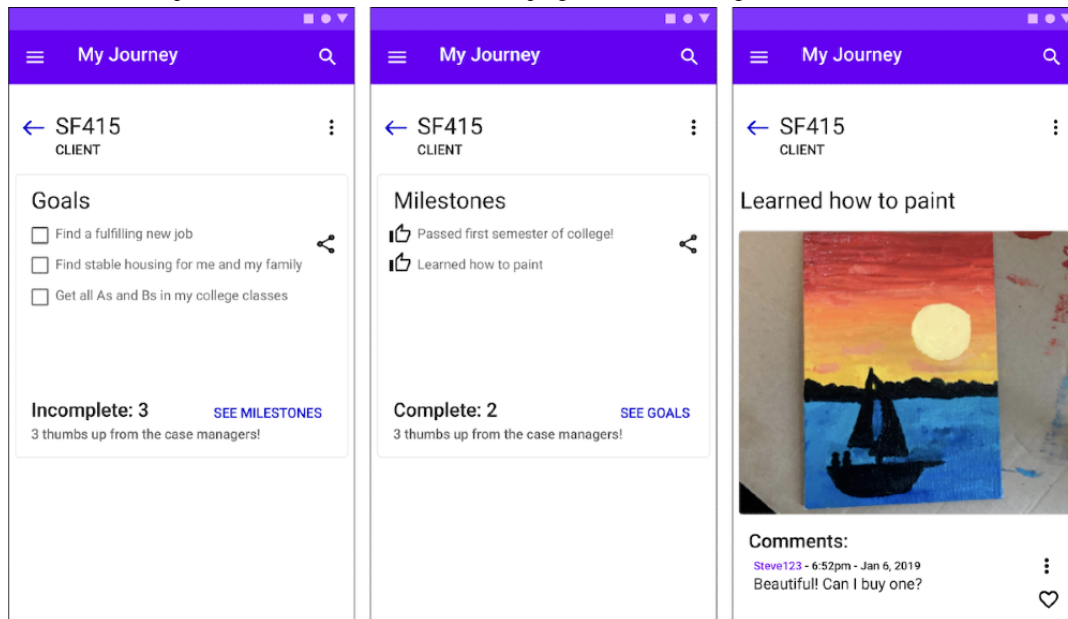 My Journey
SF415
CLIENT
Goals
Find a fulfilling new job
Find stable housing for me and my family
Get all As and Bs in my college classes
Incomplete: 3
SEE MILESTONES
3 thumbs up from the case managers!
My Journey
SF415
CLIENT
Milestones
Passed first semester of college!
Learned how to paint
Complete: 2
SEE GOALS
3 thumbs up from the case managers!
My Journey
SF415
CLIENT
Learned how to paint
Comments:
Steve123 - 6:52pm - Jan 6, 2019
Beautiful! Can I buy one?